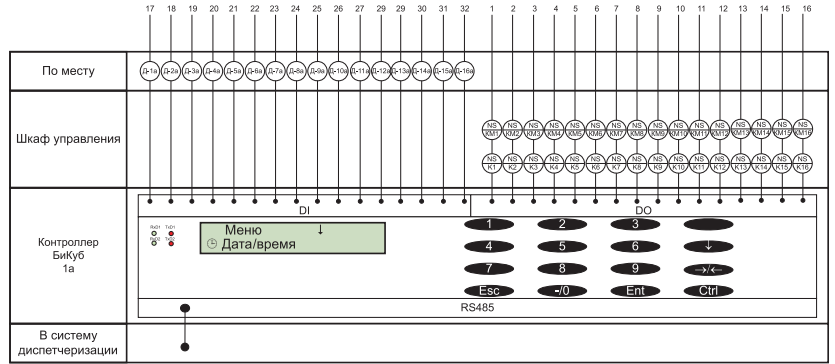 17 18 19 20 21 22 23 24 25 26 27 28 29 29 30 31 32 1 2 3 4 5 6 7 8 9 10 11 12 13 14 15 16
По месту
Д-1а Д-2а Д-3а Д-4а Д-5а Д-6а Д-7а Д-8а Д-9а Д-10а Д-11а Д-12а Д-13а Д-14а Д-15а Д-16а
Шкаф управления
NS NS NS NS NS NS NS NS NS NS NS NS NS NS NS NS
KM1 KM2 KM3 KM4 KM5 KM6 KM7 KM8 KM9 KM10 KM11 KM12 KM13 KM14 KM15 KM16
NS NS NS NS NS NS NS NS NS NS NS NS NS NS NS NS
K1 K2 K3 K4 K5 K6 K7 K8 K9 K10 K11 K12 K13 K14 K15 K16
Контроллер
БиКуб
1а
DI DO
RxD1 TxD1
RxD2 TxD2
Меню ↓
Дата/время
1 2 3
4 5 6 ↓
7 8 9 →/←
Esc -/0 Ent Ctrl
RS485
В систему
диспетчеризации